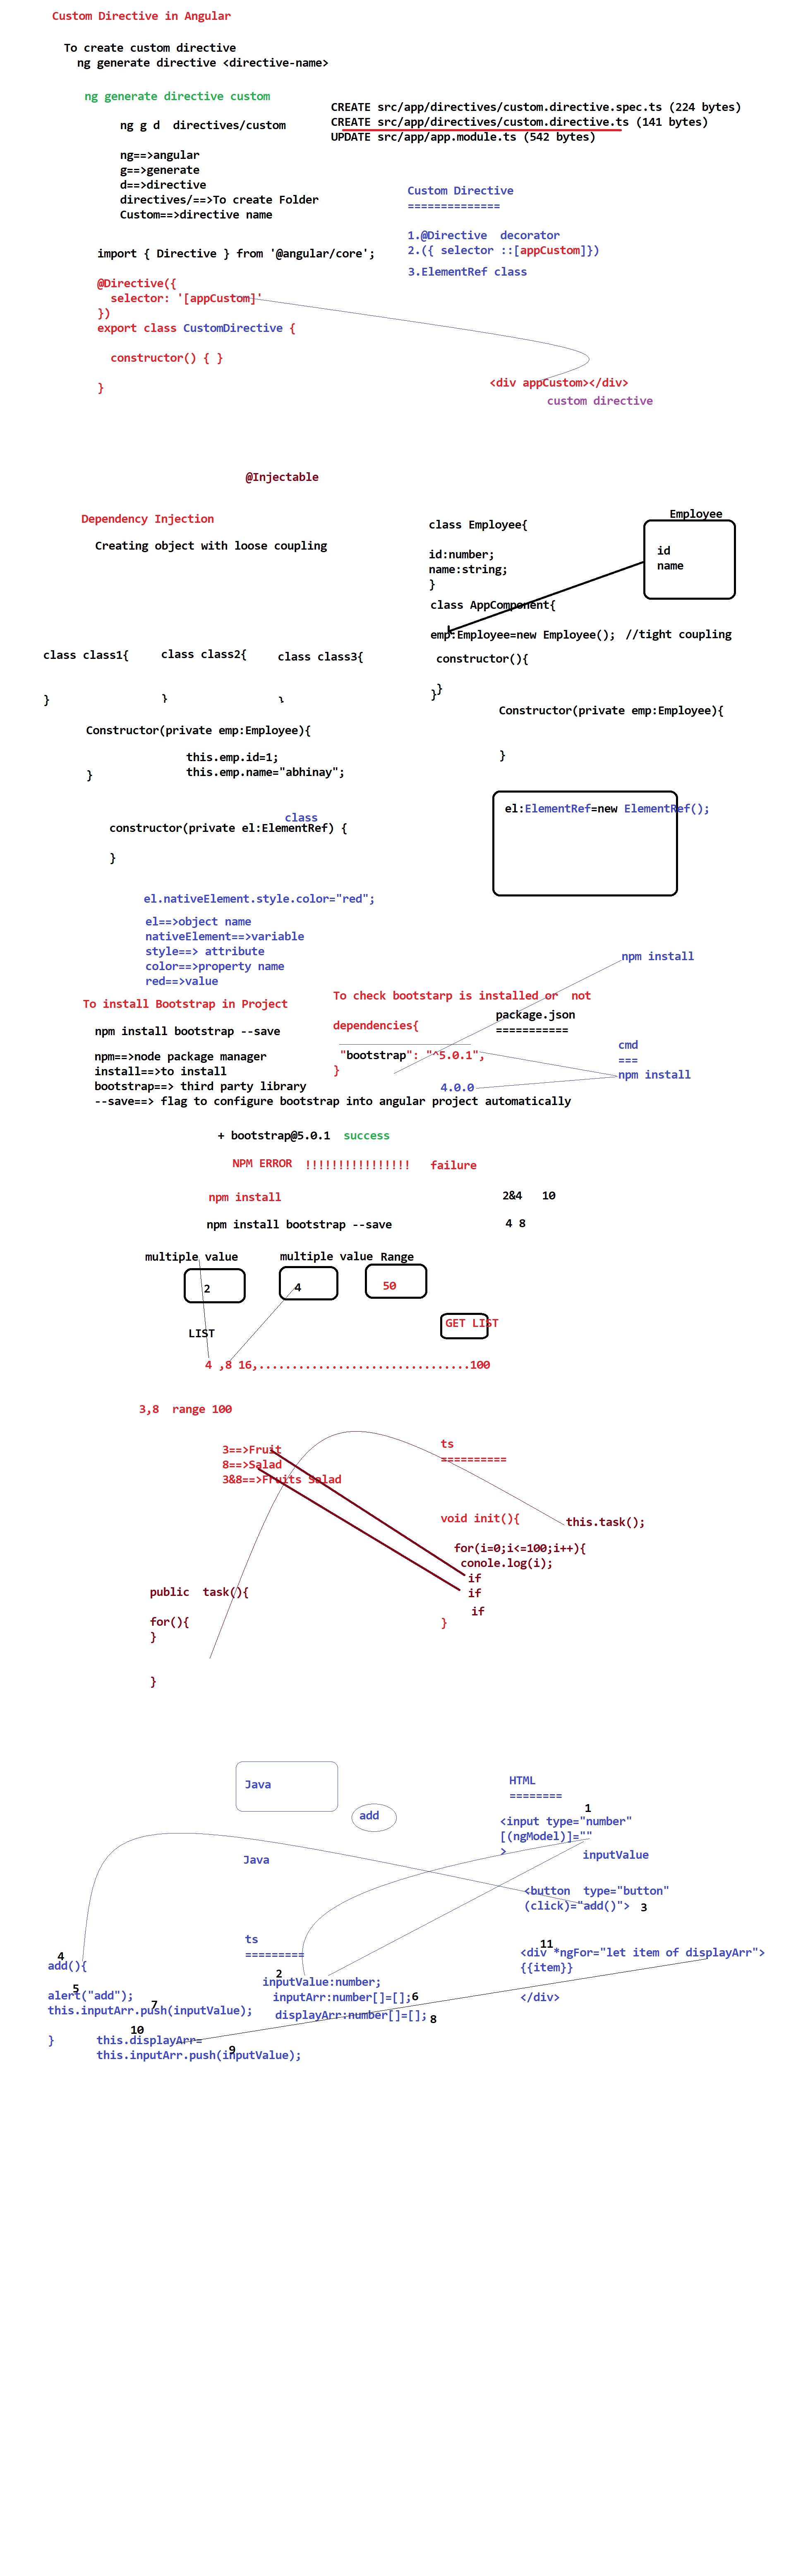 Custom Directive in Angular
To create custom directive
ng generate directive <directive-name>
ng generate directive custom
CREATE src/app/directives/custom.directive.spec.ts (224 bytes)
CREATE src/app/directives/custom.directive.ts (141 bytes)
UPDATE src/app/app.module.ts (542 bytes)
ng g d  directives/custom
ng==>angular
g==>generate
d==>directive
directives/==>To create Folder
Custom==>directive name
Custom Directive
==============
1.@Directive  decorator
2.({ selector ::[appCustom]})
3.ElementRef class
import { Directive } from '@angular/core';
@Directive({
selector: '[appCustom]'
})
export class CustomDirective {
constructor() { }
}
<div appCustom></div>
custom directive
@Injectable
Dependency Injection
Creating object with loose coupling
class Employee{
id:number;
name:string;
}
Employee
id
name
class AppComponent{
emp:Employee=new Employee();  //tight coupling
constructor(){
}
}
class class1{
}
class class2{
}
class class3{
}
Constructor(private emp:Employee){
}
Constructor(private emp:Employee){
this.emp.id=1;
this.emp.name="abhinay";
}
el:ElementRef=new ElementRef();
class
constructor(private el:ElementRef) {
}
el.nativeElement.style.color="red";
el==>object name
nativeElement==>variable
style==> attribute
color==>property name
red==>value
npm install
To install Bootstrap in Project
npm install bootstrap --save
npm==>node package manager
install==>to install
bootstrap==> third party library
--save==> flag to configure bootstrap into angular project automatically
To check bootstarp is installed or  not
dependencies{
"bootstrap": "^5.0.1",
}
package.json
===========
4.0.0
cmd
===
npm install
+ bootstrap@5.0.1  success
NPM ERROR  !!!!!!!!!!!!!!!!   failure
npm install
npm install bootstrap --save
2&4   10
4 8
multiple value
multiple value
Range
2
4
50
LIST
GET LIST
4 ,8 16,................................100
3,8  range 100
3==>Fruit
8==>Salad
3&8==>Fruits Salad
ts
==========
void init(){
this.task();
for(i=0;i<=100;i++){
conole.log(i);
if
if
if
}
public  task(){
for(){
}
}
Java
add
Java
HTML
========
1
<input type="number"
[(ngModel)]=""
>
inputValue
<button  type="button"
(click)="add()">
3
11
<div *ngFor="let item of displayArr">
{{item}}
</div>
ts
=========
2
inputValue:number;
inputArr:number[]=[];
6
displayArr:number[]=[];
8
4
add(){
5
alert("add");
7
this.inputArr.push(inputValue);
10
}
this.displayArr=
9
this.inputArr.push(inputValue);